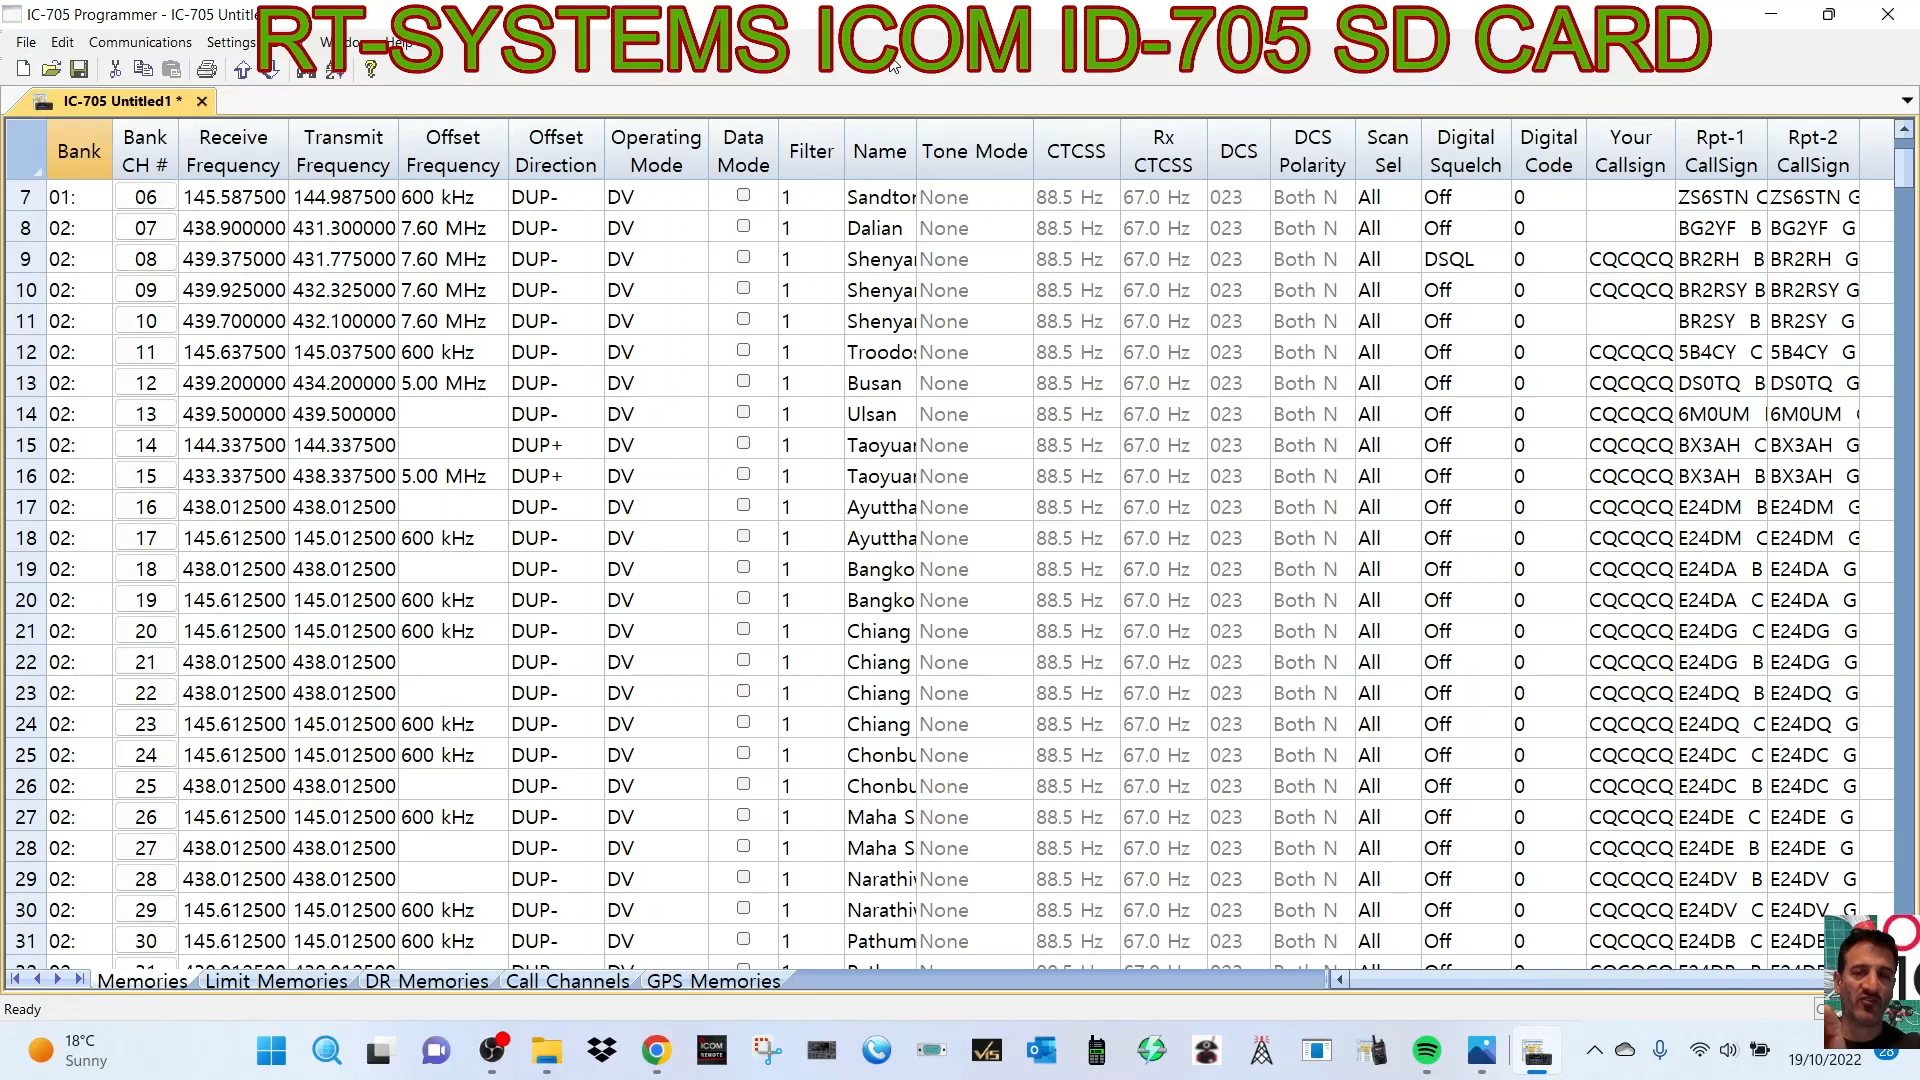 IC-705 Programmer - IC-705
RT-SYSTEMS ICOM ID-705 SD CARD
File Edit Communications Settings Help
IC-705 Untitled1 *
Bank Bank CH # Receive Frequency Transmit Frequency Offset Frequency Offset Direction Operating Mode Data Mode Filter Name Tone Mode CTCSS Rx CTCSS DCS DCS Polarity Scan Sel Digital Squelch Digital Code Your Callsign Rpt-1 CallSign Rpt-2 CallSign
7 01: 06 145.587500 144.987500 600 kHz DUP- DV 1 Sandto None 88.5 Hz 67.0 Hz 023 Both N All Off 0 ZS6STN C ZS6STN G
8 02: 07 438.900000 431.300000 7.60 MHz DUP- DV 1 Dalian None 88.5 Hz 67.0 Hz 023 Both N All Off 0 BG2YF B BG2YF G
9 02: 08 439.375000 431.775000 7.60 MHz DUP- DV 1 Shenya None 88.5 Hz 67.0 Hz 023 Both N All DSQL 0 CQCQCQ BR2RH B BR2RH G
10 02: 09 439.925000 432.325000 7.60 MHz DUP- DV 1 Shenya None 88.5 Hz 67.0 Hz 023 Both N All Off 0 CQCQCQ BR2RSY B BR2RSY G
11 02: 10 439.700000 432.100000 7.60 MHz DUP- DV 1 Shenya None 88.5 Hz 67.0 Hz 023 Both N All Off 0 BR2SY B BR2SY G
12 02: 11 145.637500 145.037500 600 kHz DUP- DV 1 Troodo None 88.5 Hz 67.0 Hz 023 Both N All Off 0 CQCQCQ 5B4CY C 5B4CY G
13 02: 12 439.200000 434.200000 5.00 MHz DUP- DV 1 Busan None 88.5 Hz 67.0 Hz 023 Both N All Off 0 CQCQCQ DS0TQ B DS0TQ G
14 02: 13 439.500000 439.500000 DUP- DV 1 Ulsan None 88.5 Hz 67.0 Hz 023 Both N All Off 0 CQCQCQ 6M0UM 6M0UM
15 02: 14 144.337500 144.337500 DUP+ DV 1 Taoyua None 88.5 Hz 67.0 Hz 023 Both N All Off 0 CQCQCQ BX3AH C BX3AH G
16 02: 15 433.337500 438.337500 5.00 MHz DUP+ DV 1 Taoyua None 88.5 Hz 67.0 Hz 023 Both N All Off 0 CQCQCQ BX3AH B BX3AH G
17 02: 16 438.012500 438.012500 DUP- DV 1 Ayuttha None 88.5 Hz 67.0 Hz 023 Both N All Off 0 CQCQCQ E24DM B E24DM G
18 02: 17 145.612500 145.012500 600 kHz DUP- DV 1 Ayuttha None 88.5 Hz 67.0 Hz 023 Both N All Off 0 CQCQCQ E24DM C E24DM G
19 02: 18 438.012500 438.012500 DUP- DV 1 Bangko None 88.5 Hz 67.0 Hz 023 Both N All Off 0 CQCQCQ E24DA B E24DA G
20 02: 19 145.612500 145.012500 600 kHz DUP- DV 1 Bangko None 88.5 Hz 67.0 Hz 023 Both N All Off 0 CQCQCQ E24DA C E24DA G
21 02: 20 145.612500 145.012500 600 kHz DUP- DV 1 Chiang None 88.5 Hz 67.0 Hz 023 Both N All Off 0 CQCQCQ E24DG C E24DG G
22 02: 21 438.012500 438.012500 DUP- DV 1 Chiang None 88.5 Hz 67.0 Hz 023 Both N All Off 0 CQCQCQ E24DG B E24DG G
23 02: 22 438.012500 438.012500 DUP- DV 1 Chiang None 88.5 Hz 67.0 Hz 023 Both N All Off 0 CQCQCQ E24DQ B E24DQ G
24 02: 23 145.612500 145.012500 600 kHz DUP- DV 1 Chiang None 88.5 Hz 67.0 Hz 023 Both N All Off 0 CQCQCQ E24DQ C E24DQ G
25 02: 24 145.612500 145.012500 600 kHz DUP- DV 1 Chonbu None 88.5 Hz 67.0 Hz 023 Both N All Off 0 CQCQCQ E24DC C E24DC G
26 02: 25 438.012500 438.012500 DUP- DV 1 Chonbu None 88.5 Hz 67.0 Hz 023 Both N All Off 0 CQCQCQ E24DC B E24DC G
27 02: 26 145.612500 145.012500 600 kHz DUP- DV 1 Maha S None 88.5 Hz 67.0 Hz 023 Both N All Off 0 CQCQCQ E24DE C E24DE G
28 02: 27 438.012500 438.012500 DUP- DV 1 Maha S None 88.5 Hz 67.0 Hz 023 Both N All Off 0 CQCQCQ E24DE B E24DE G
29 02: 28 438.012500 438.012500 DUP- DV 1 Narathi None 88.5 Hz 67.0 Hz 023 Both N All Off 0 CQCQCQ E24DV B E24DV G
30 02: 29 145.612500 145.012500 600 kHz DUP- DV 1 Narathi None 88.5 Hz 67.0 Hz 023 Both N All Off 0 CQCQCQ E24DV C E24DV G
31 02: 30 145.612500 145.012500 600 kHz DUP- DV 1 Pathum None 88.5 Hz 67.0 Hz 023 Both N All Off 0 CQCQCQ E24DB C
Memories Limit Memories DR Memories Call Channels GPS Memories
Ready
18°C
Sunny
ICOM
REMOTE
19/10/2022
28